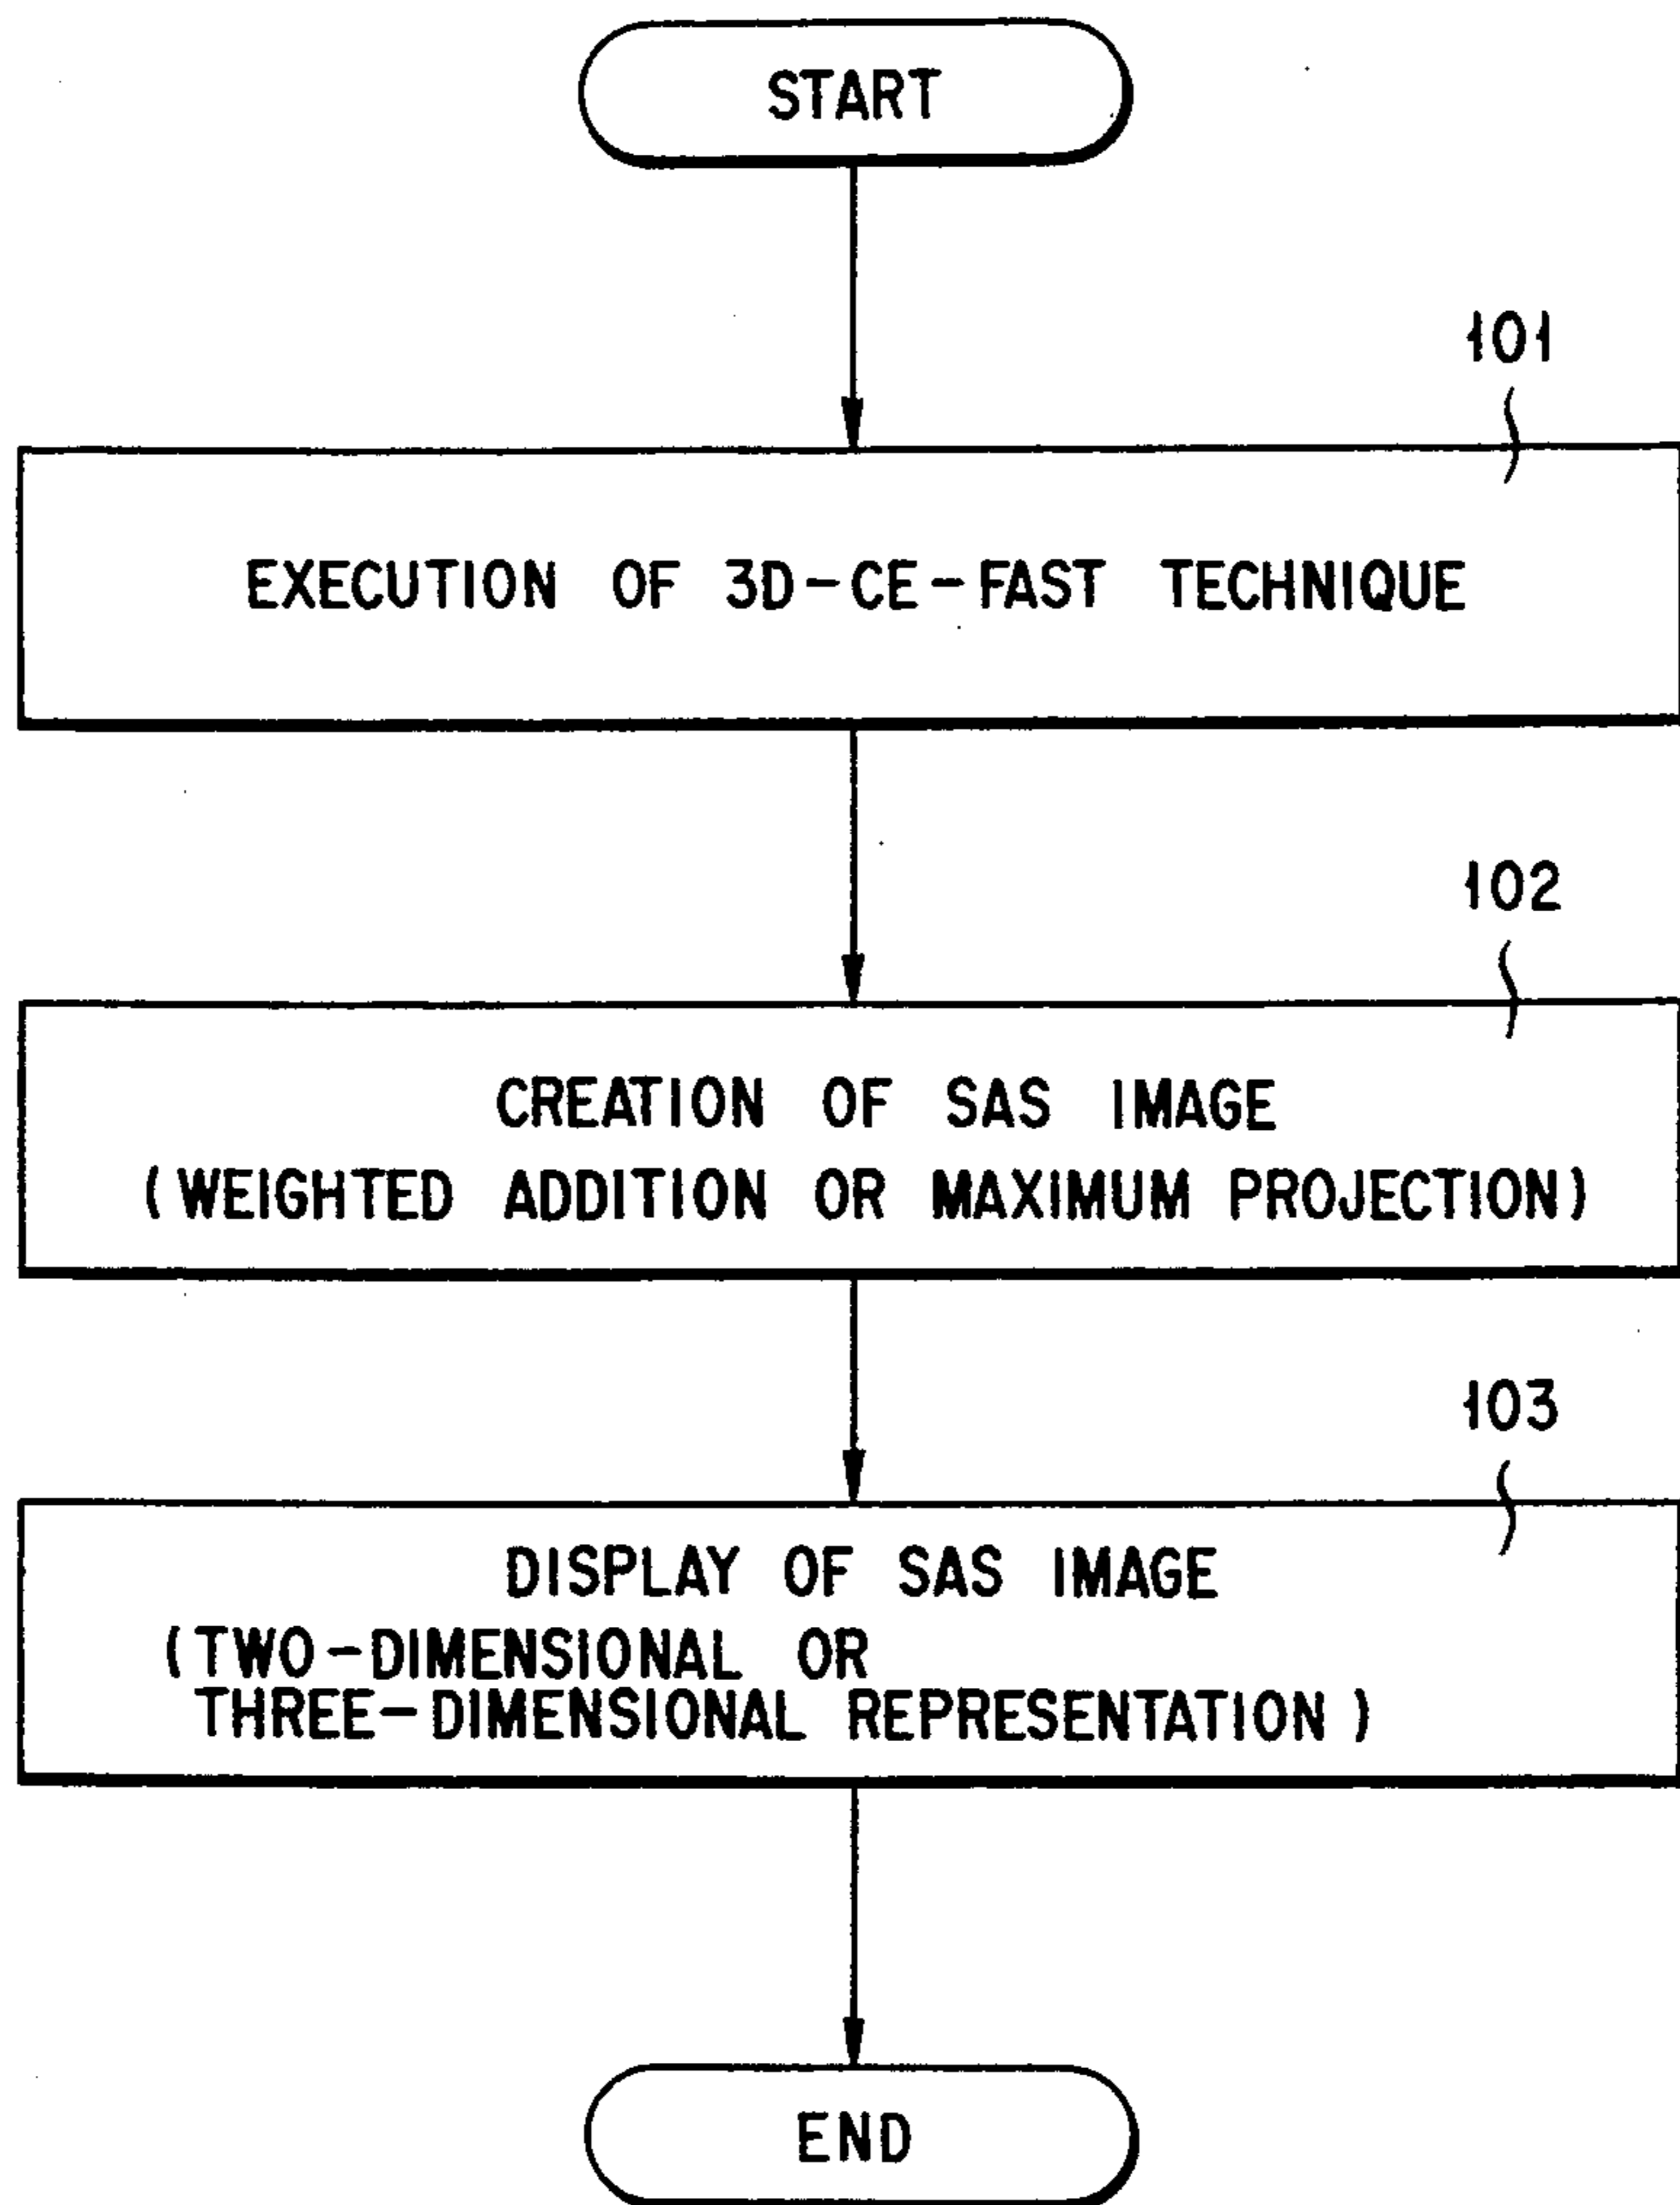 START
101
EXECUTION OF 3D-CE-FAST TECHNIQUE
102
CREATION OF SAS IMAGE
(WEIGHTED ADDITION OR MAXIMUM PROJECTION)
103
DISPLAY OF SAS IMAGE
(TWO-DIMENSIONAL OR
THREE-DIMENSIONAL REPRESENTATION)
END